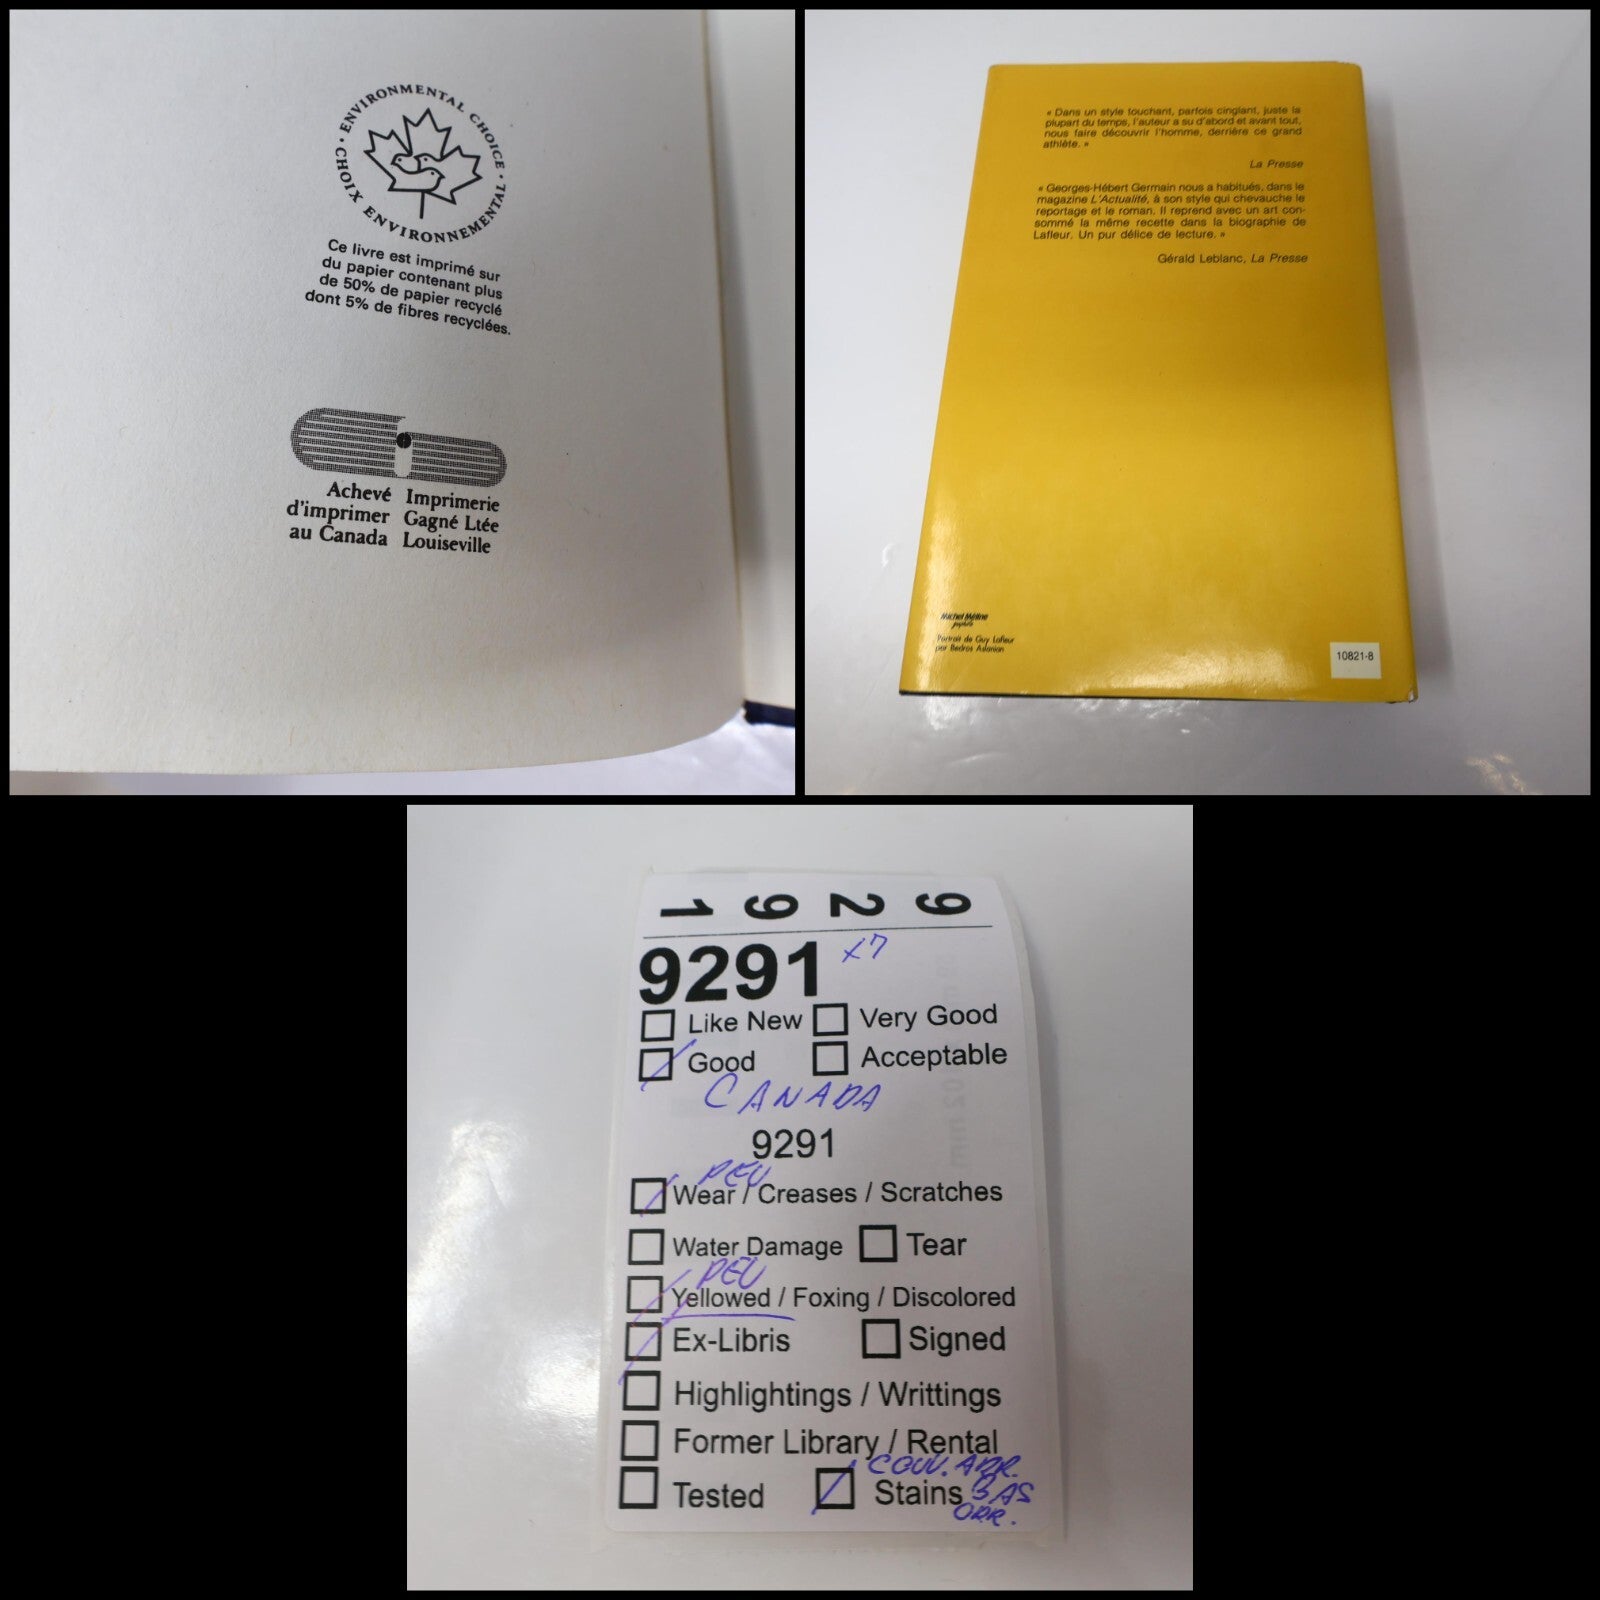 · ENVIRONMENTAL CHOICE ·
CHOIX ENVIRONNEMENTAL
Ce livre est imprimé sur
du papier contenant plus
de 50% de papier recyclé
dont 5% de fibres recyclées.
Achevé Imprimerie
d'imprimer Gagné Ltée
au Canada Louiseville
« Dans un style touchant, parfois cinglant, juste la
plupart du temps, l'auteur a su d'abord et avant tout,
nous faire découvrir l'homme, derrière ce grand
athlète. »
La Presse
« Georges-Hébert Germain nous a habitués, dans le
magazine L'Actualité, à son style qui chevauche le
reportage et le roman. Il reprend avec un art con-
sommé la même recette dans la biographie de
Lafleur. Un pur délice de lecture. »
Gérald Leblanc, La Presse
Portrait de Guy Lafleur
par Bedros Aslanian
10821-8
9291
9291 x7
Like New Very Good
Good Acceptable
CANADA
9291
PEU
Wear / Creases / Scratches
Water Damage Tear
PEU
Yellowed / Foxing / Discolored
Ex-Libris Signed
Highlightings / Writtings
Former Library / Rental
COUV. ARR.
Tested Stains BAS